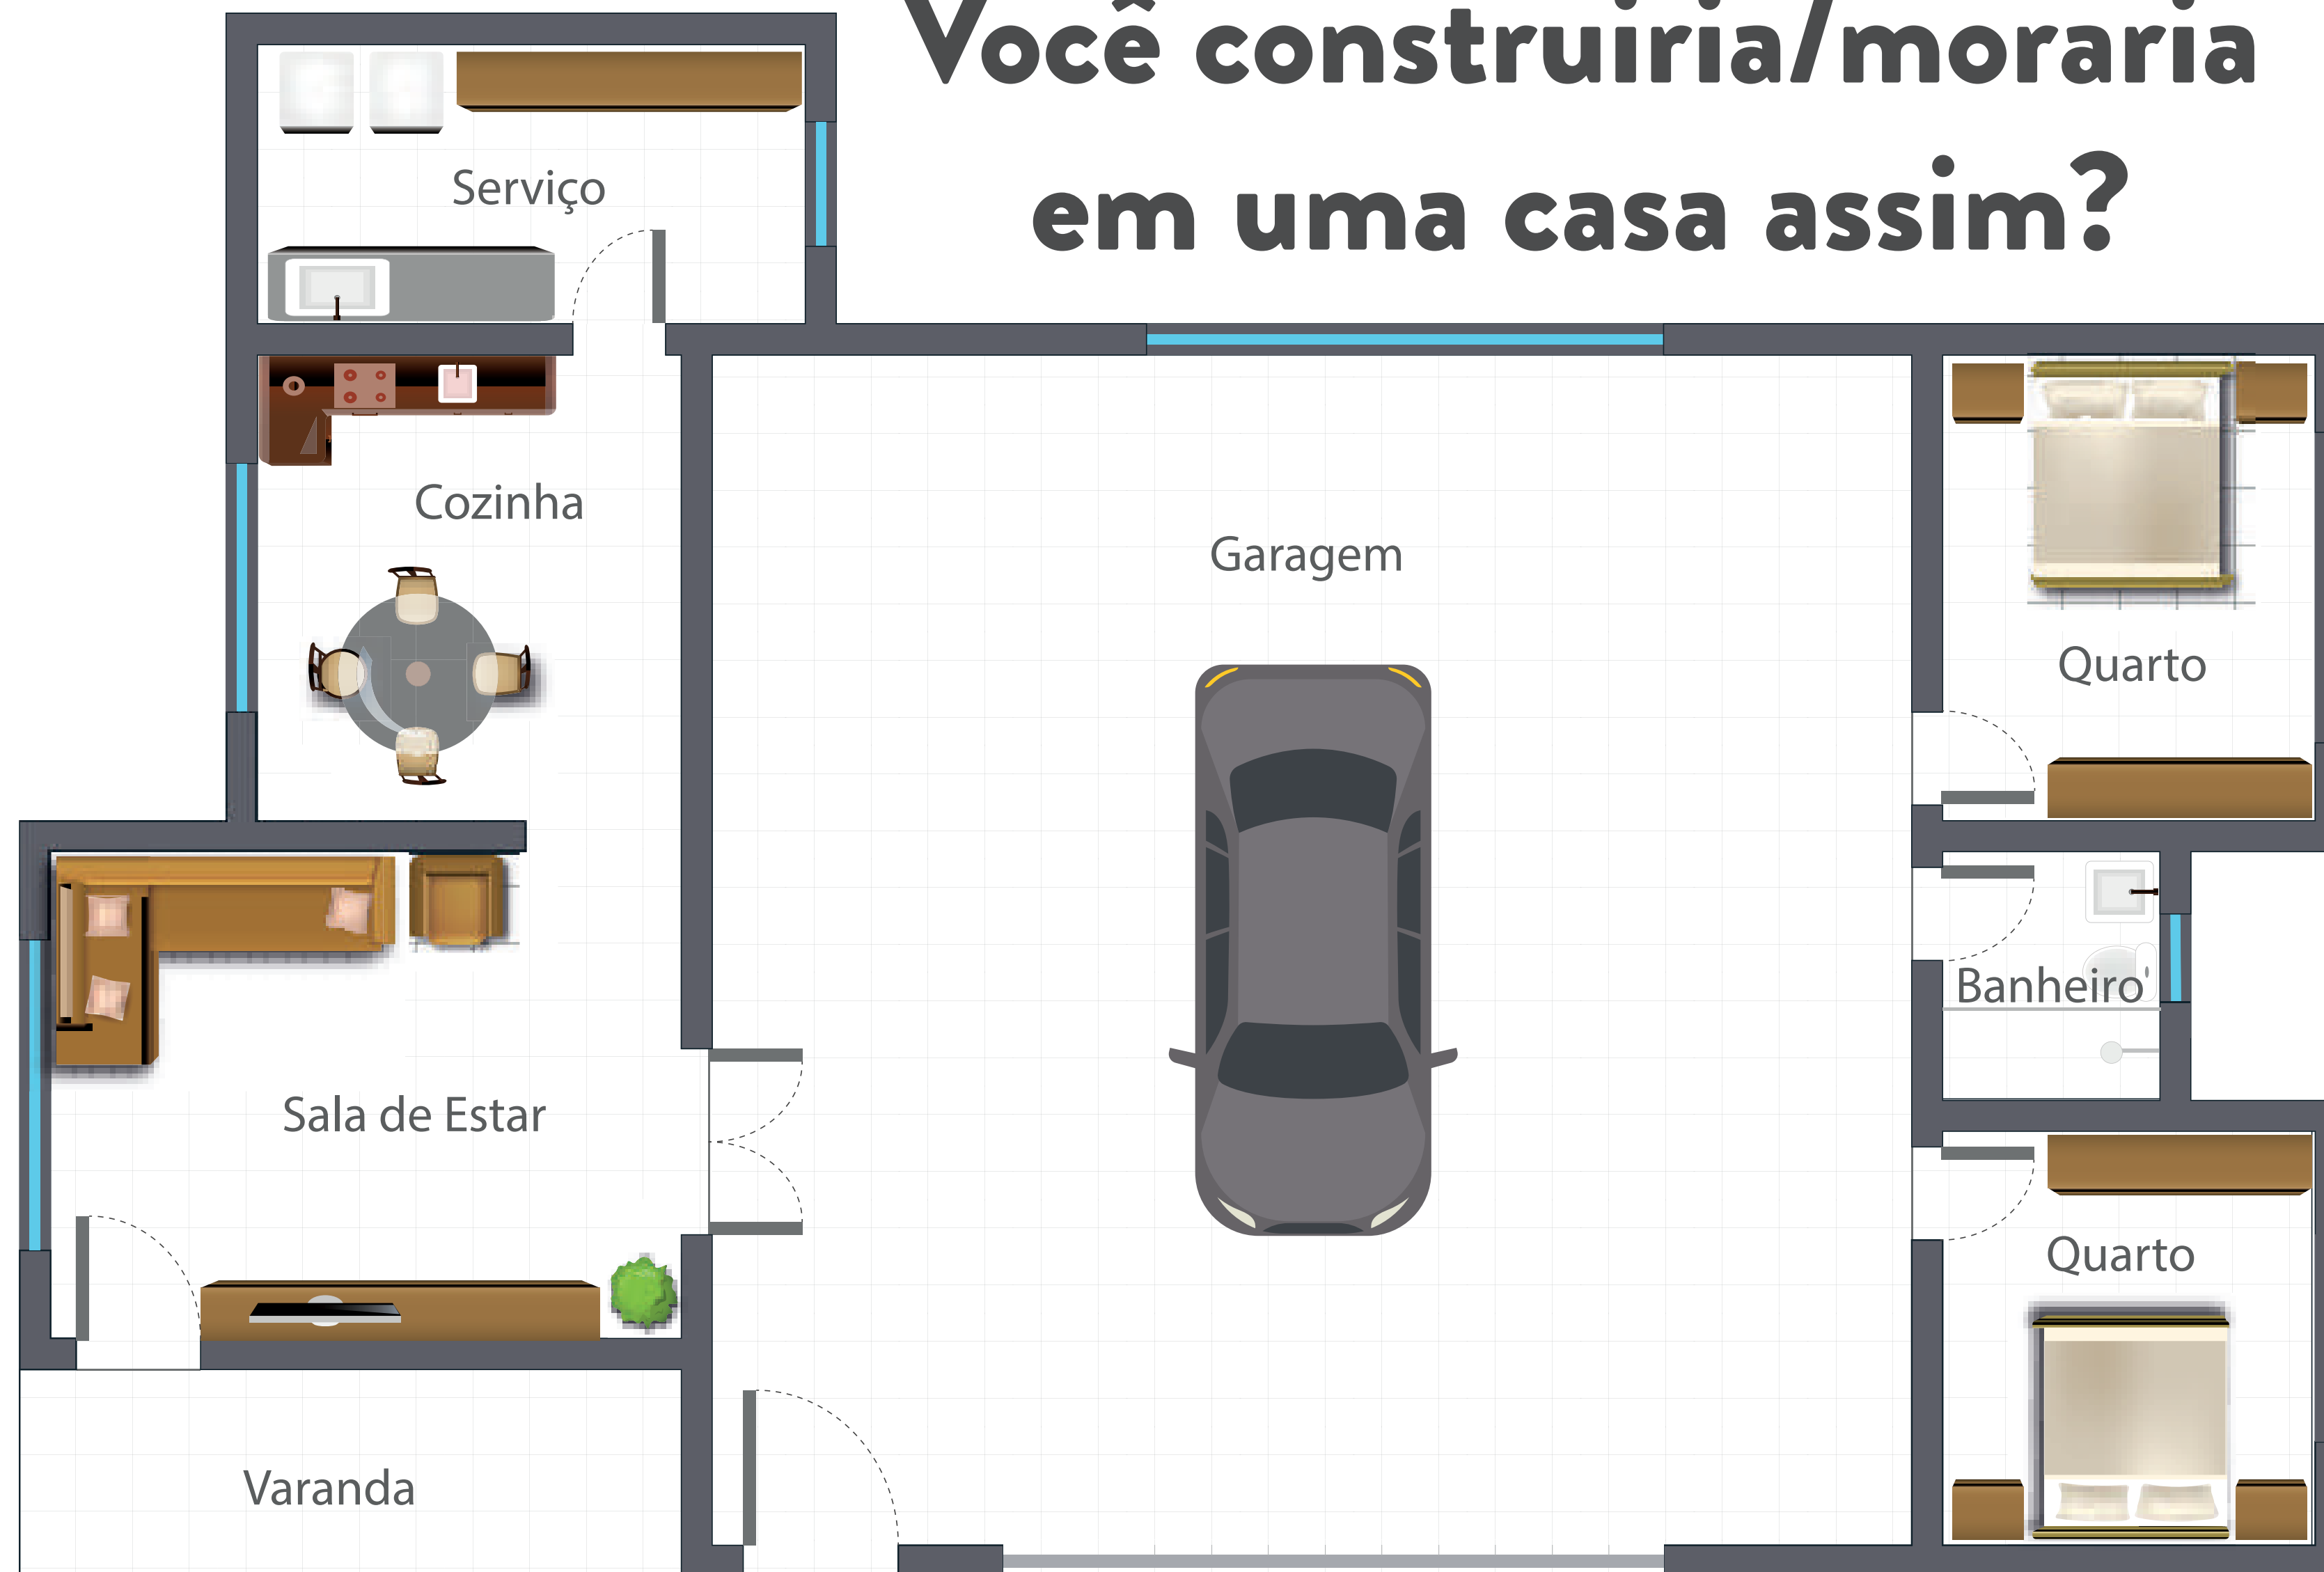 Você construiria/moraria
em uma casa assim?
Serviço
Cozinha
Garagem
Quarto
Banheiro
Sala de Estar
Quarto
Varanda